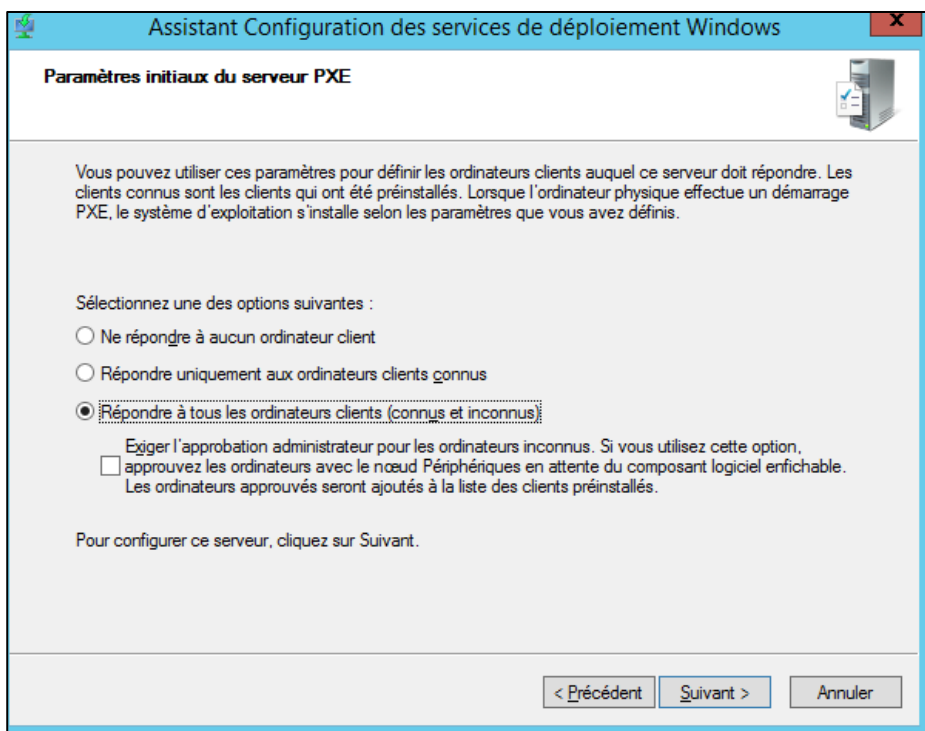 Assistant Configuration des services de déploiement Windows
x
Paramètres initiaux du serveur PXE
Vous pouvez utiliser ces paramètres pour définir les ordinateurs clients auquel ce serveur doit répondre. Les
clients connus sont les clients qui ont été préinstallés. Lorsque l'ordinateur physique effectue un démarrage
PXE, le système d'exploitation s'installe selon les paramètres que vous avez définis.
Sélectionnez une des options suivantes :
Ne répondre à aucun ordinateur client
Répondre uniquement aux ordinateurs clients connus
Répondre à tous les ordinateurs clients (connus et inconnus)
Exiger l'approbation administrateur pour les ordinateurs inconnus. Si vous utilisez cette option,
approuvez les ordinateurs avec le nœud Périphériques en attente du composant logiciel enfichable.
Les ordinateurs approuvés seront ajoutés à la liste des clients préinstallés.
Pour configurer ce serveur, cliquez sur Suivant.
< Précédent Suivant > Annuler